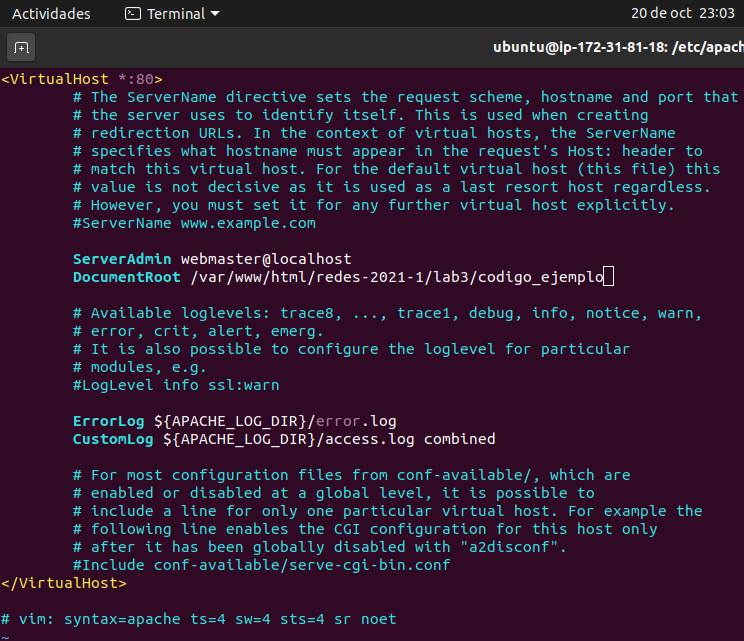 Actividades Terminal 20 de oct 23:03
ubuntu@ip-172-31-81-18: /etc/apach
<VirtualHost *:80>
# The ServerName directive sets the request scheme, hostname and port that
# the server uses to identify itself. This is used when creating
# redirection URLs. In the context of virtual hosts, the ServerName
# specifies what hostname must appear in the request's Host: header to
# match this virtual host. For the default virtual host (this file) this
# value is not decisive as it is used as a last resort host regardless.
# However, you must set it for any further virtual host explicitly.
#ServerName www.example.com
ServerAdmin webmaster@localhost
DocumentRoot /var/www/html/redes-2021-1/lab3/codigo_ejemplo
# Available loglevels: trace8, ..., trace1, debug, info, notice, warn,
# error, crit, alert, emerg.
# It is also possible to configure the loglevel for particular
# modules, e.g.
#LogLevel info ssl:warn
ErrorLog ${APACHE_LOG_DIR}/error.log
CustomLog ${APACHE_LOG_DIR}/access.log combined
# For most configuration files from conf-available/, which are
# enabled or disabled at a global level, it is possible to
# include a line for only one particular virtual host. For example the
# following line enables the CGI configuration for this host only
# after it has been globally disabled with "a2disconf".
#Include conf-available/serve-cgi-bin.conf
</VirtualHost>
# vim: syntax=apache ts=4 sw=4 sts=4 sr noet
~